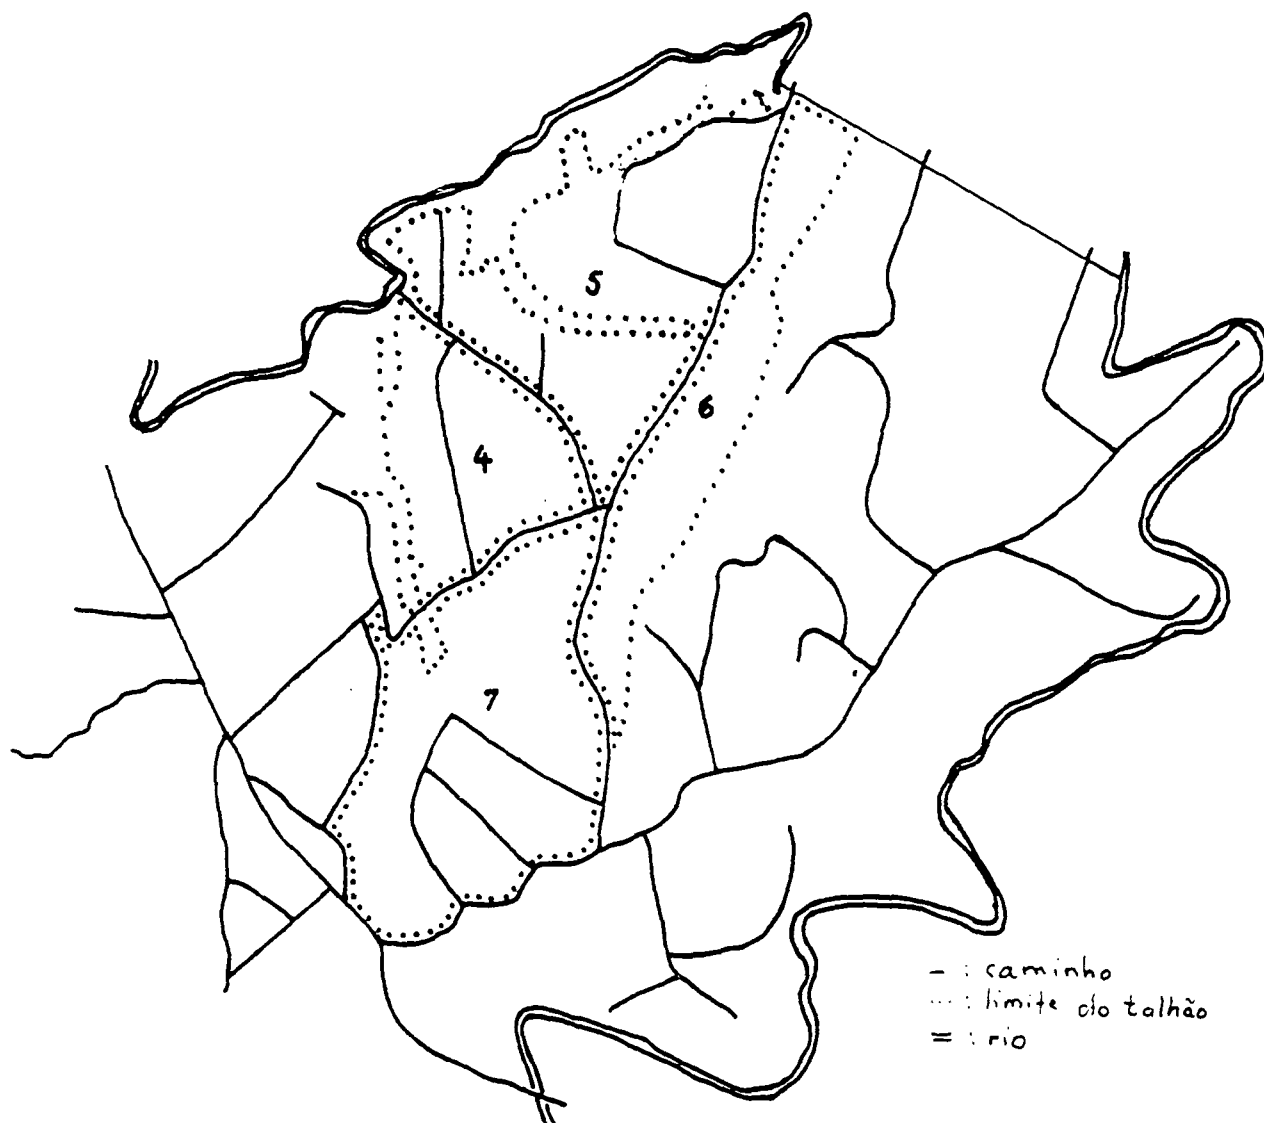 5
6
4
7
– : caminho
··· : limite do talhão
= : rio